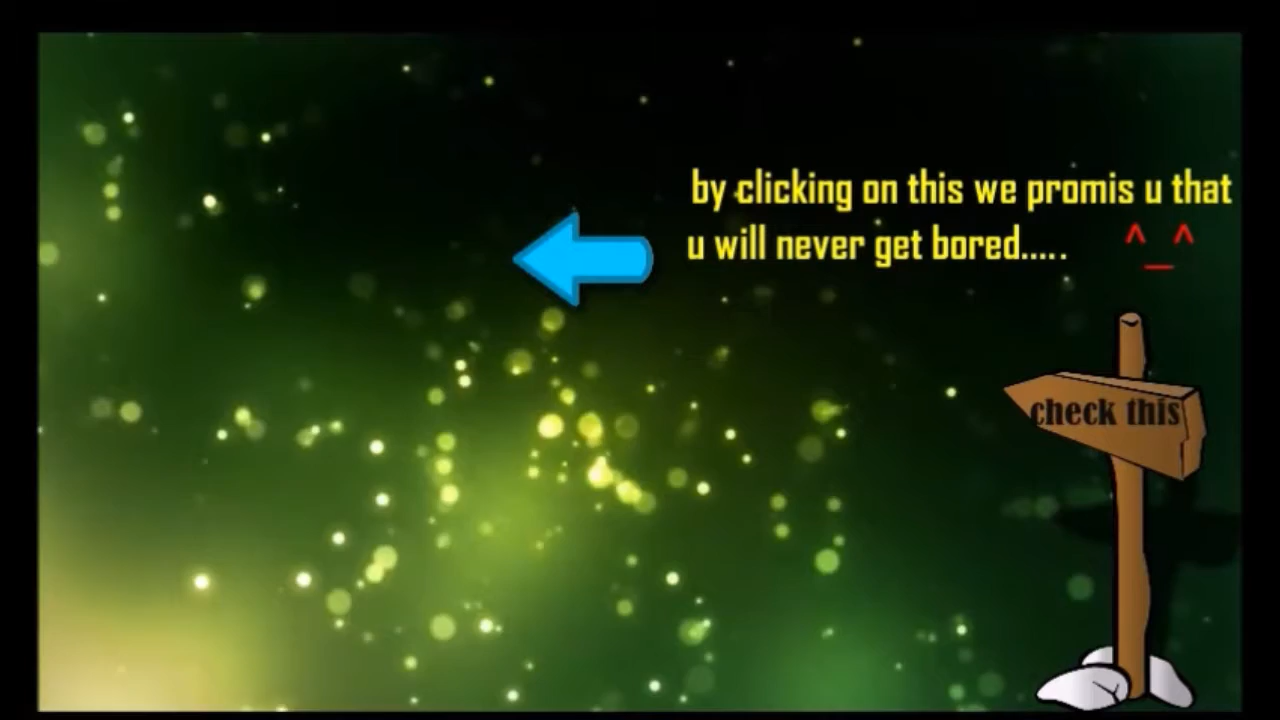 by clicking on this we promis u that
u will never get bored..... ^_^
check this